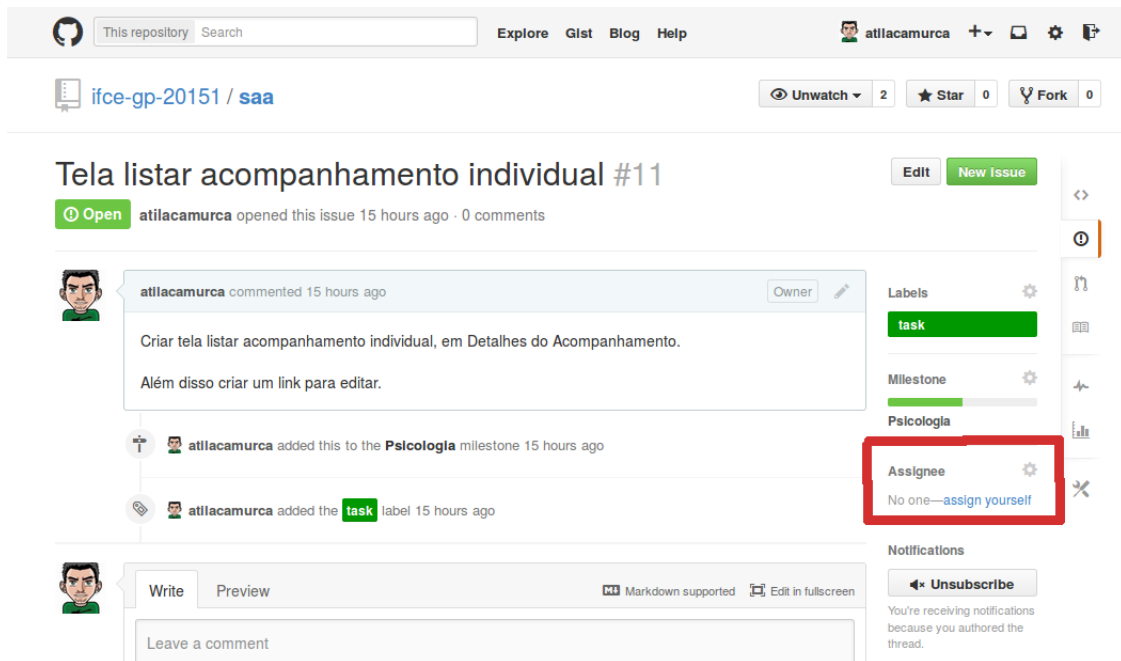 This repository Search Explore Gist Blog Help atilacamurca
ifce-gp-20151 / saa Unwatch 2 Star 0 Fork 0
Tela listar acompanhamento individual #11 Edit New Issue
Open atilacamurca opened this issue 15 hours ago · 0 comments
atilacamurca commented 15 hours ago Owner
Criar tela listar acompanhamento individual, em Detalhes do Acompanhamento.
Além disso criar um link para editar.
atilacamurca added this to the Psicologia milestone 15 hours ago
atilacamurca added the task label 15 hours ago
Write Preview Markdown supported Edit in fullscreen
Leave a comment
Labels
task
Milestone
Psicologia
Assignee
No one—assign yourself
Notifications
Unsubscribe
You're receiving notifications
because you authored the
thread.